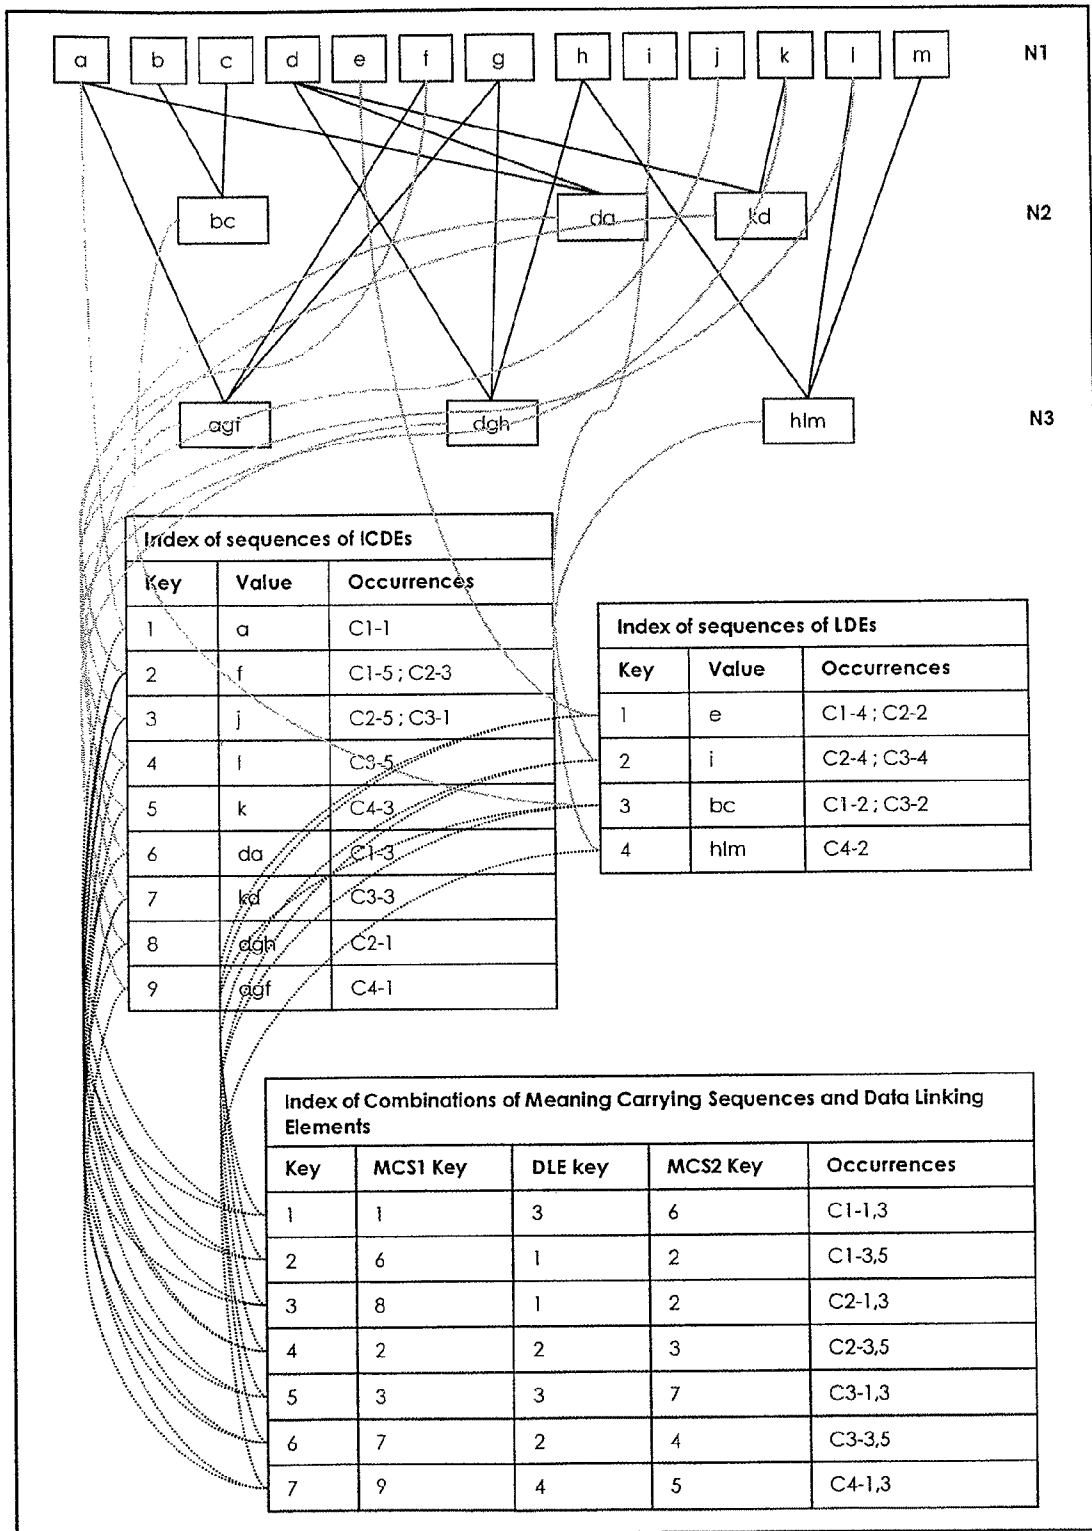 a b c d e f g h i j k l m N1
bc da kd N2
agf dgh hlm N3
Index of sequences of ICDEs
Key Value Occurrences
1 a C1-1
2 f C1-5 ; C2-3
3 j C2-5 ; C3-1
4 l C3-5
5 k C4-3
6 da C1-3
7 kd C3-3
8 dgh C2-1
9 agf C4-1
Index of sequences of LDEs
Key Value Occurrences
1 e C1-4 ; C2-2
2 i C2-4 ; C3-4
3 bc C1-2 ; C3-2
4 hlm C4-2
Index of Combinations of Meaning Carrying Sequences and Data Linking
Elements
Key MCS1 Key DLE key MCS2 Key Occurrences
1 1 3 6 C1-1,3
2 6 1 2 C1-3,5
3 8 1 2 C2-1,3
4 2 2 3 C2-3,5
5 3 3 7 C3-1,3
6 7 2 4 C3-3,5
7 9 4 5 C4-1,3